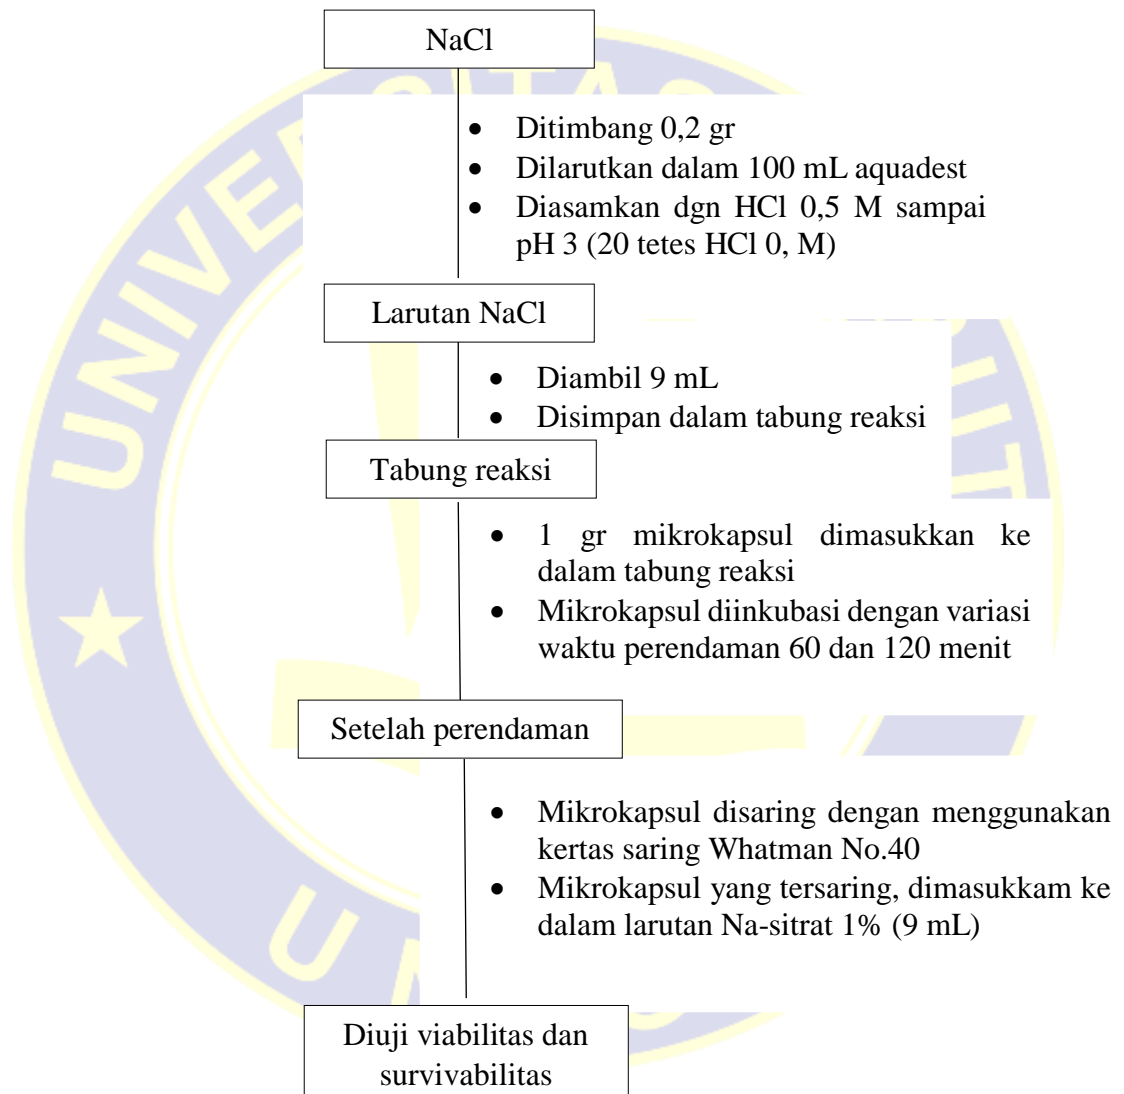 NaCl
• Ditimbang 0,2 gr
• Dilarutkan dalam 100 mL aquadest
• Diasamkan dgn HCl 0,5 M sampai
pH 3 (20 tetes HCl 0, M)
Larutan NaCl
• Diambil 9 mL
• Disimpan dalam tabung reaksi
Tabung reaksi
• 1 gr mikrokapsul dimasukkan ke
dalam tabung reaksi
• Mikrokapsul diinkubasi dengan variasi
waktu perendaman 60 dan 120 menit
Setelah perendaman
• Mikrokapsul disaring dengan menggunakan
kertas saring Whatman No.40
• Mikrokapsul yang tersaring, dimasukkam ke
dalam larutan Na-sitrat 1% (9 mL)
Diuji viabilitas dan
survivabilitas